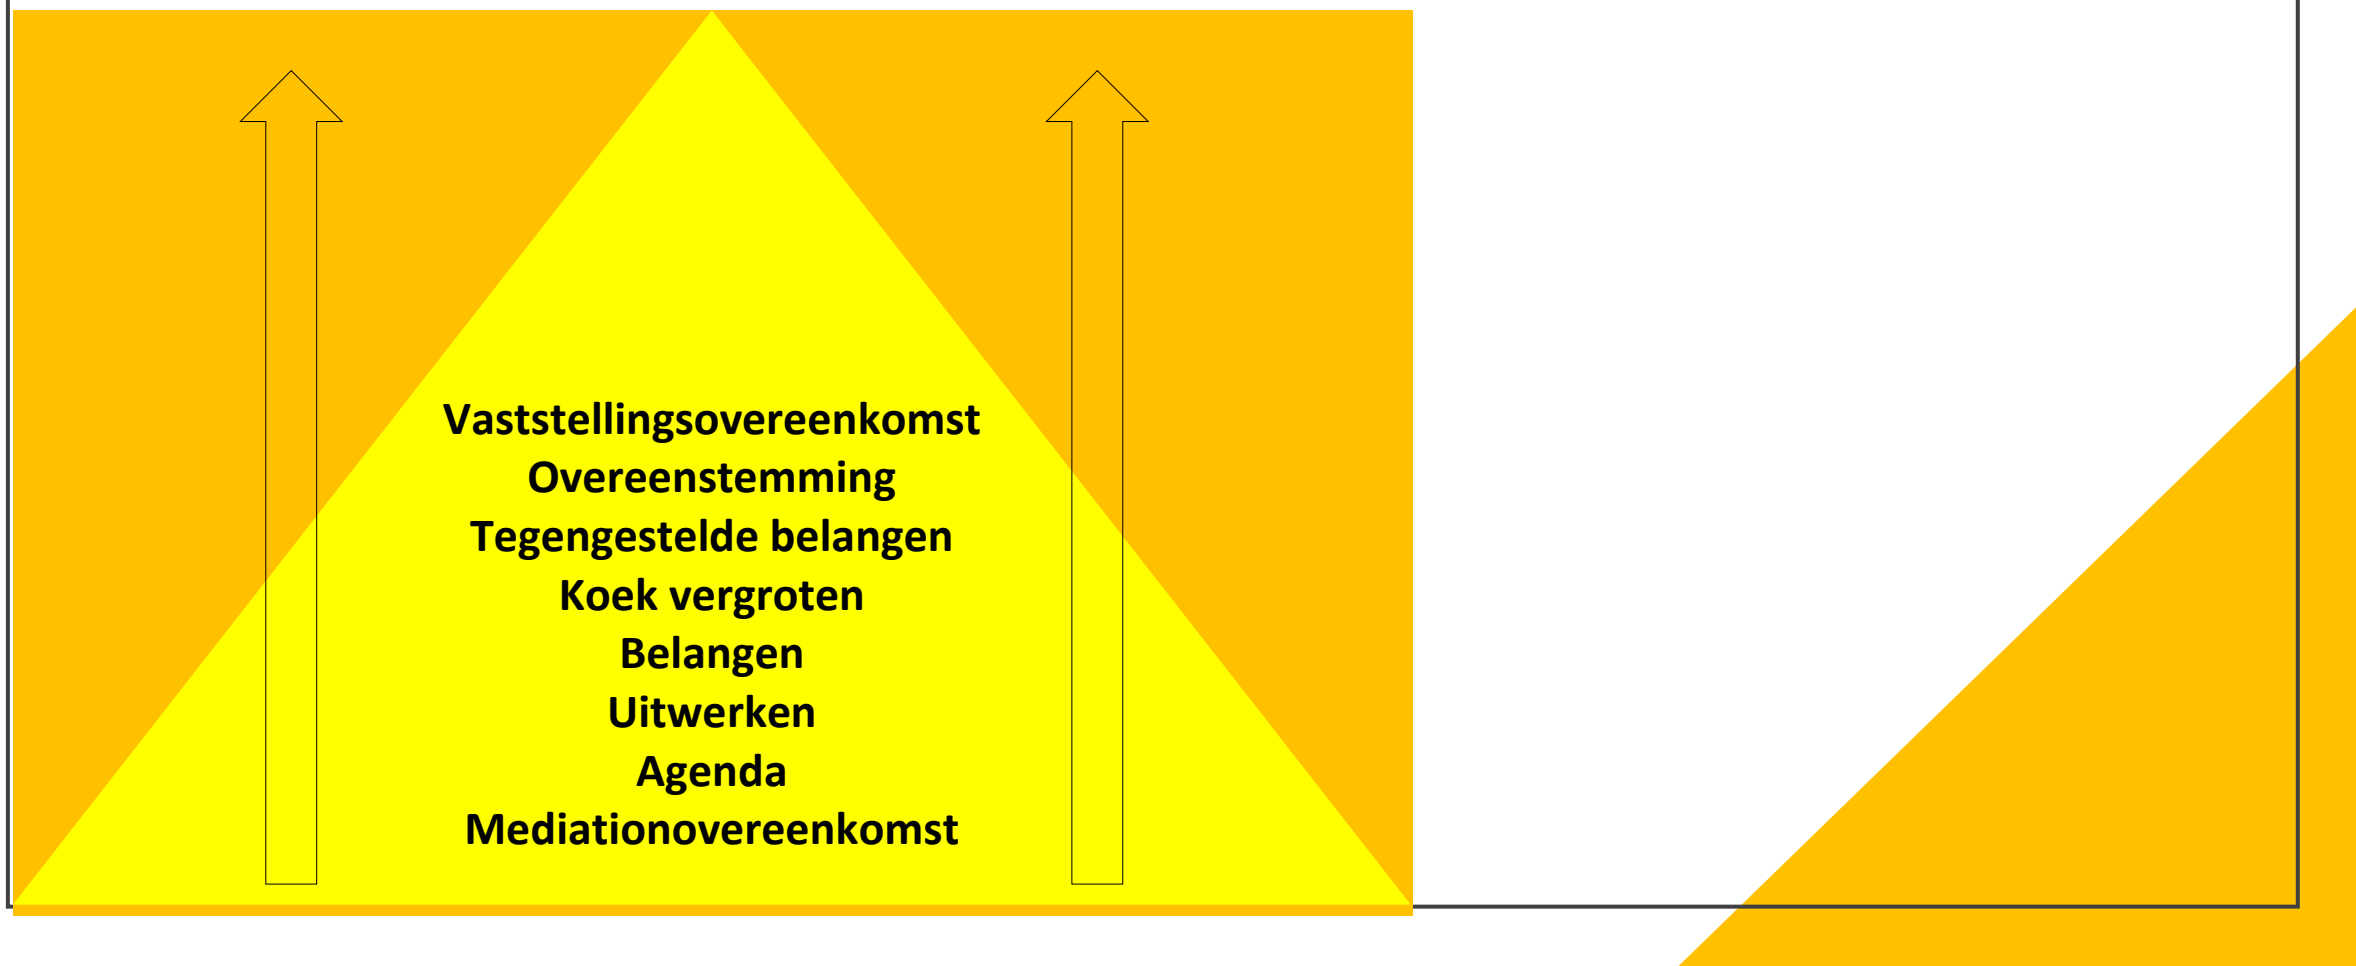 Vaststellingsovereenkomst
Overeenstemming
Tegengestelde belangen
Koek vergroten
Belangen
Uitwerken
Agenda
Mediationovereenkomst